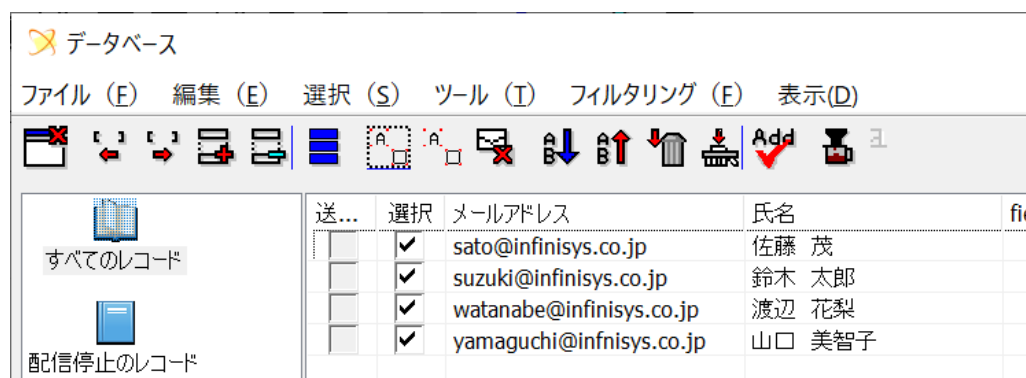 データベース
ファイル (F) 編集 (E) 選択 (S) ツール (T) フィルタリング (F) 表示(D)
A A A B A B Add
送... 選択 メールアドレス 氏名
すべてのレコード
sato@infinisys.co.jp 佐藤 茂
suzuki@infinisys.co.jp 鈴木 太郎
watanabe@infinisys.co.jp 渡辺 花梨
yamaguchi@infnisys.co.jp 山口 美智子
配信停止のレコード